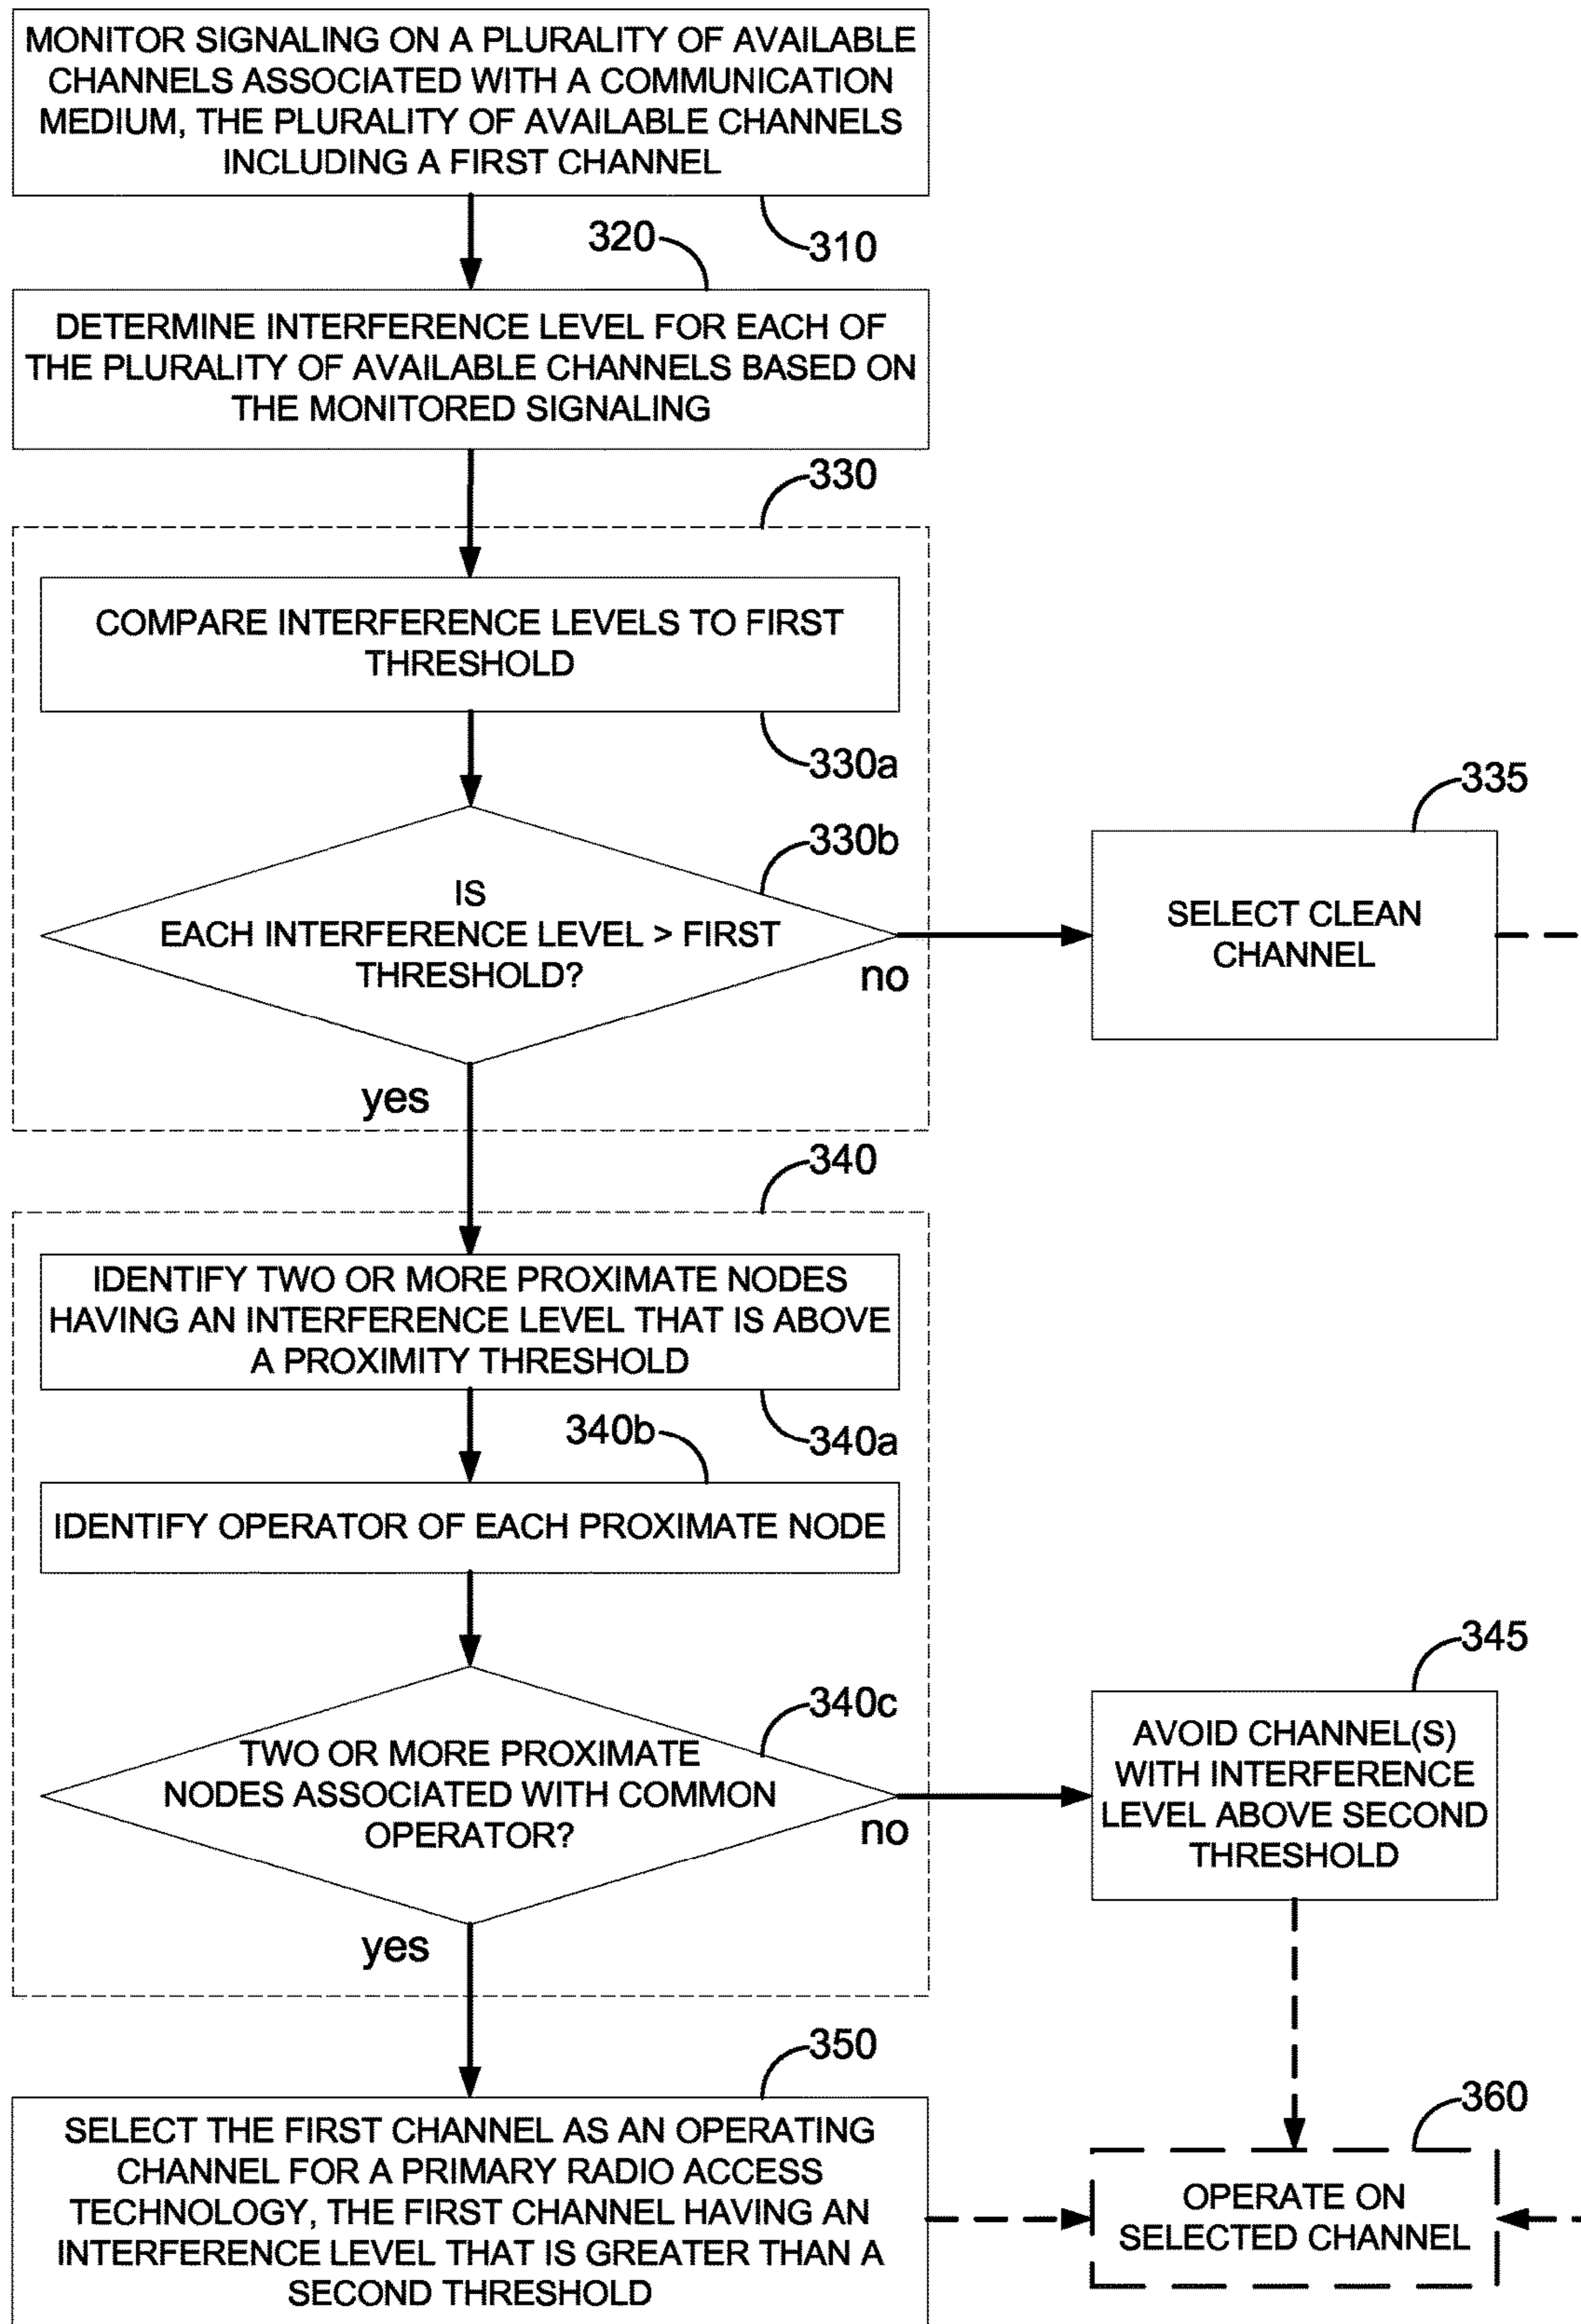 MONITOR SIGNALING ON A PLURALITY OF AVAILABLE
CHANNELS ASSOCIATED WITH A COMMUNICATION
MEDIUM, THE PLURALITY OF AVAILABLE CHANNELS
INCLUDING A FIRST CHANNEL
310
320
DETERMINE INTERFERENCE LEVEL FOR EACH OF
THE PLURALITY OF AVAILABLE CHANNELS BASED ON
THE MONITORED SIGNALING
330
COMPARE INTERFERENCE LEVELS TO FIRST
THRESHOLD
330a
330b
IS
EACH INTERFERENCE LEVEL > FIRST
THRESHOLD?
no
yes
335
SELECT CLEAN
CHANNEL
340
IDENTIFY TWO OR MORE PROXIMATE NODES
HAVING AN INTERFERENCE LEVEL THAT IS ABOVE
A PROXIMITY THRESHOLD
340a
340b
IDENTIFY OPERATOR OF EACH PROXIMATE NODE
340c
TWO OR MORE PROXIMATE
NODES ASSOCIATED WITH COMMON
OPERATOR?
no
yes
345
AVOID CHANNEL(S)
WITH INTERFERENCE
LEVEL ABOVE SECOND
THRESHOLD
350
SELECT THE FIRST CHANNEL AS AN OPERATING
CHANNEL FOR A PRIMARY RADIO ACCESS
TECHNOLOGY, THE FIRST CHANNEL HAVING AN
INTERFERENCE LEVEL THAT IS GREATER THAN A
SECOND THRESHOLD
360
OPERATE ON
SELECTED CHANNEL